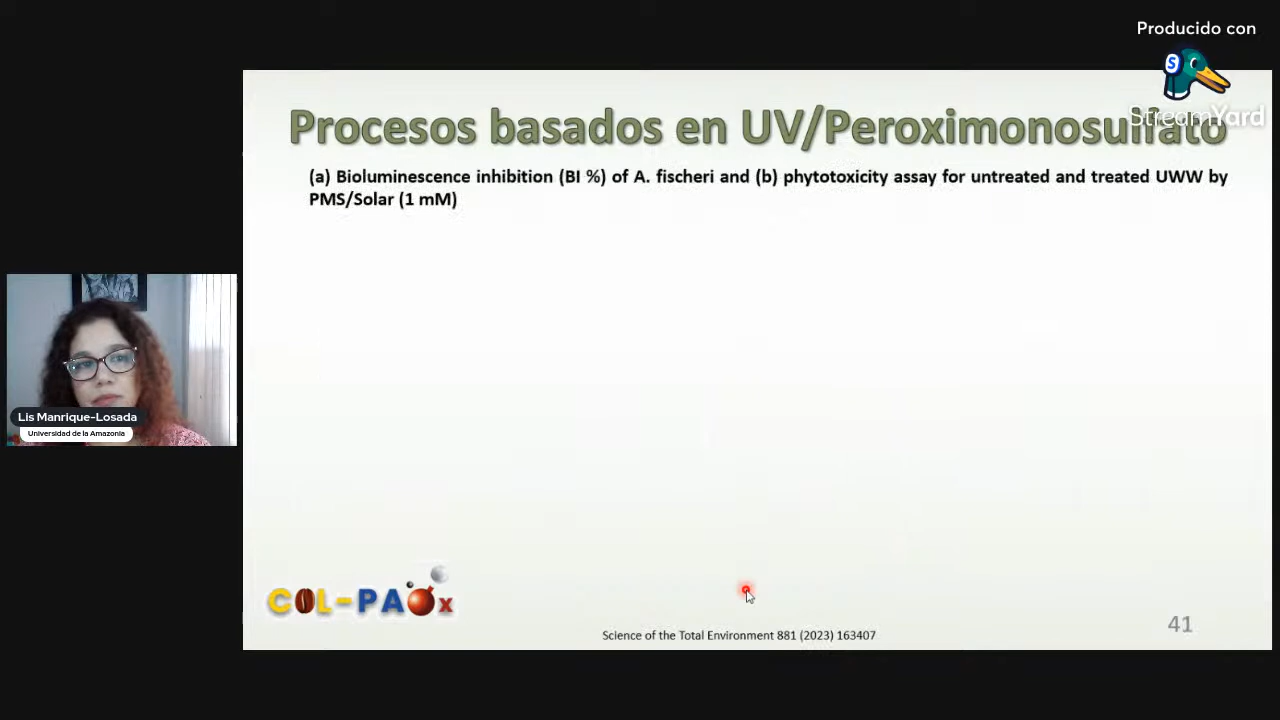 Producido con
StreamYard
Procesos basados en UV/Peroximonosulfato
(a) Bioluminescence inhibition (BI %) of A. fischeri and (b) phytotoxicity assay for untreated and treated UWW by
PMS/Solar (1 mM)
Lis Manrique-Losada
Universidad de la Amazonia
COL-PAOx
Science of the Total Environment 881 (2023) 163407
41